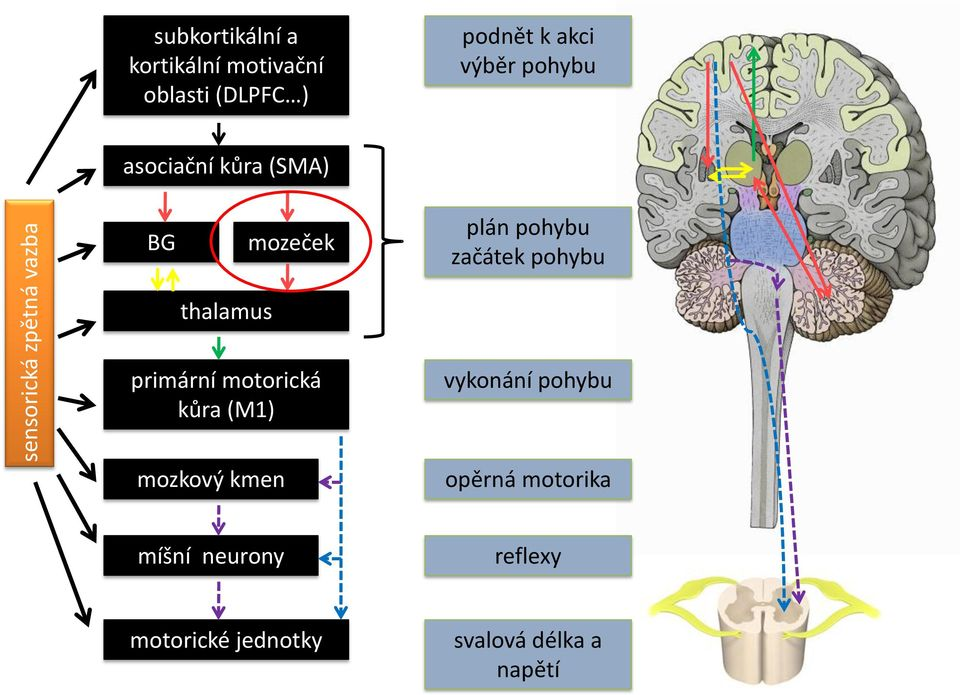 subkortikální a
kortikální motivační
oblasti (DLPFC…)
podnět k akci
výběr pohybu
asociační kůra (SMA)
BG
mozeček
plán pohybu
začátek pohybu
thalamus
primární motorická
kůra (M1)
vykonání pohybu
mozkový kmen
opěrná motorika
míšní neurony
reflexy
motorické jednotky
svalová délka a
napětí
sensorická zpětná vazba